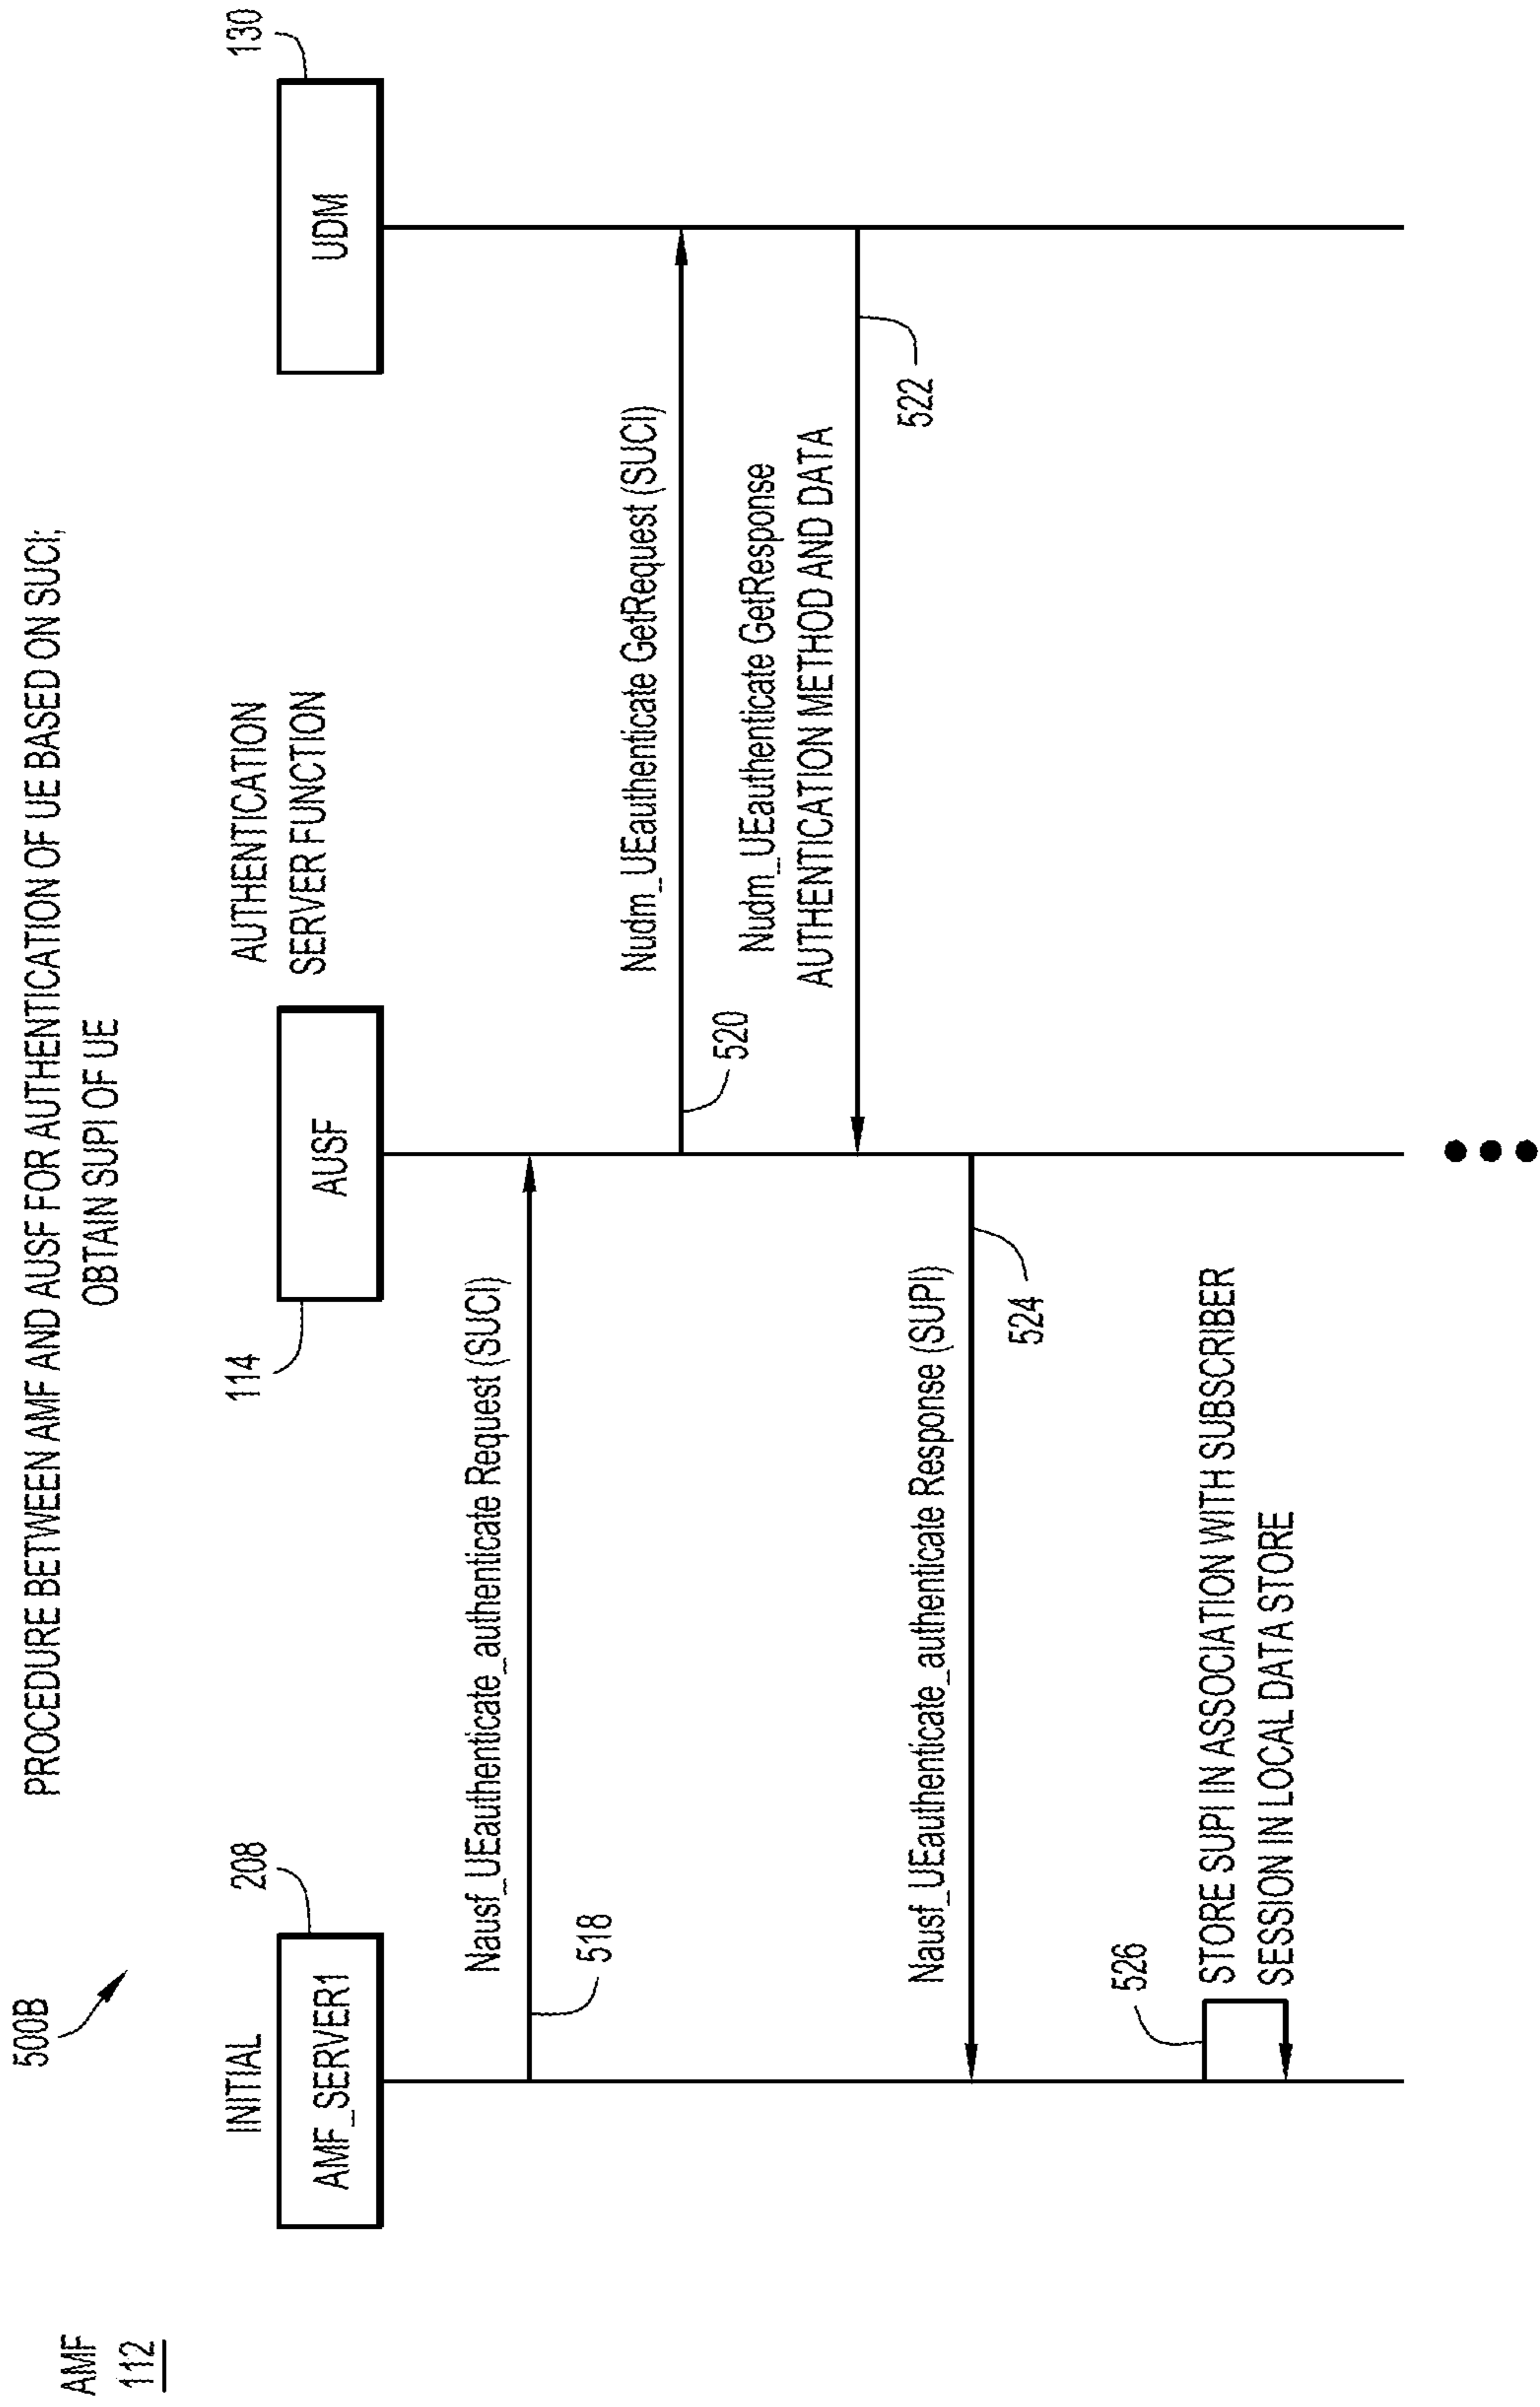 500B
PROCEDURE BETWEEN AMF AND AUSF FOR AUTHENTICATION OF UE BASED ON SUCI;
OBTAIN SUPI OF UE
AMF
112
INITIAL
208
AMF_SERVER1
114
AUSF
AUTHENTICATION
SERVER FUNCTION
130
UDM
Nausf_UEauthenticate_authenticate Request (SUCI)
518
Nudm_UEauthenticate GetRequest (SUCI)
520
Nudm_UEauthenticate GetResponse
AUTHENTICATION METHOD AND DATA
522
Nausf_UEauthenticate_authenticate Response (SUPI)
524
526
STORE SUPI IN ASSOCIATION WITH SUBSCRIBER
SESSION IN LOCAL DATA STORE